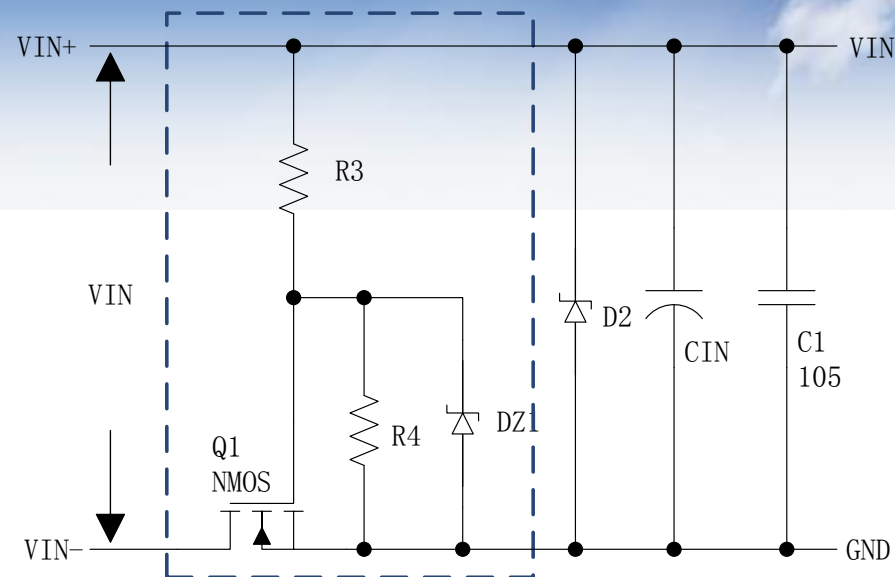 VIN+
VIN
R3
VIN
D2
CIN
C1
105
R4
DZ1
Q1
NMOS
VIN-
GND